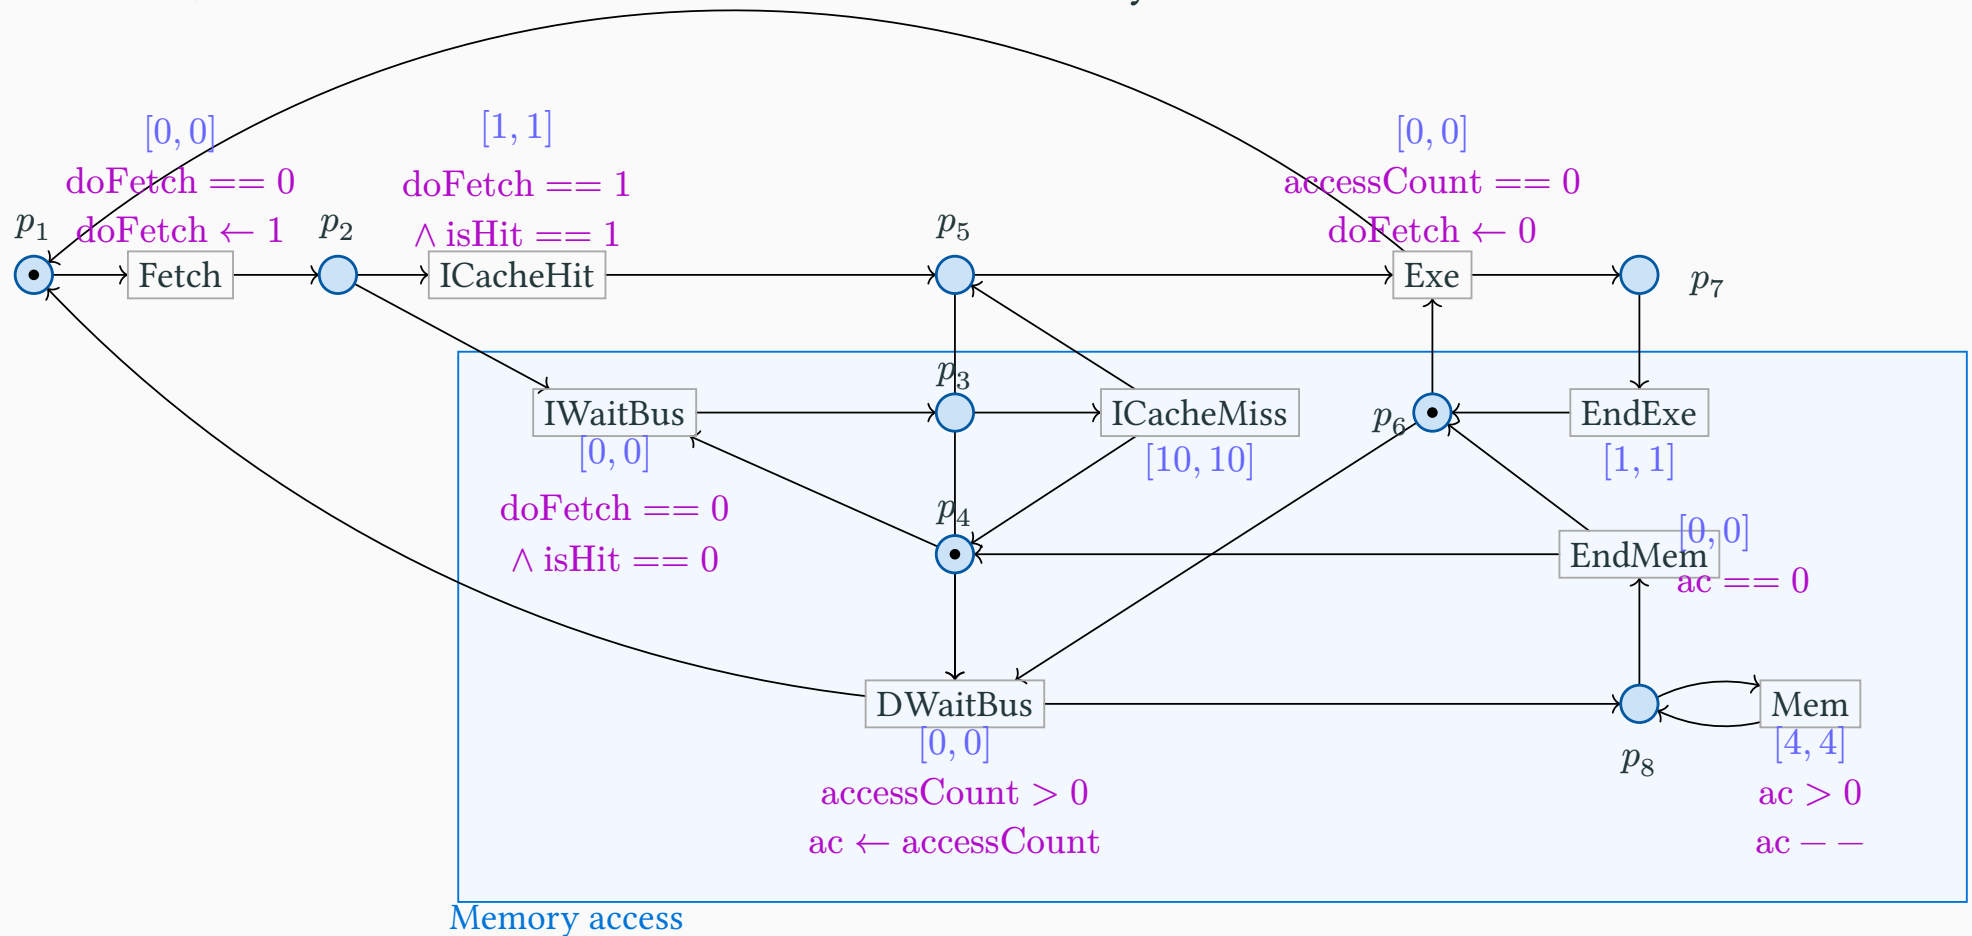 [0, 0]
doFetch == 0
doFetch ← 1
[1, 1]
doFetch == 1
∧ isHit == 1
[0, 0]
accessCount == 0
doFetch ← 0
p₁
p₂
p₅
Fetch
ICacheHit
Exe
p₇
p₃
IWaitBus
[0, 0]
doFetch == 0
∧ isHit == 0
ICacheMiss
[10, 10]
p₆
EndExe
[1, 1]
p₄
EndMem
[0, 0]
ac == 0
DWaitBus
[0, 0]
accessCount > 0
ac ← accessCount
p₈
Mem
[4, 4]
ac > 0
ac − −
Memory access